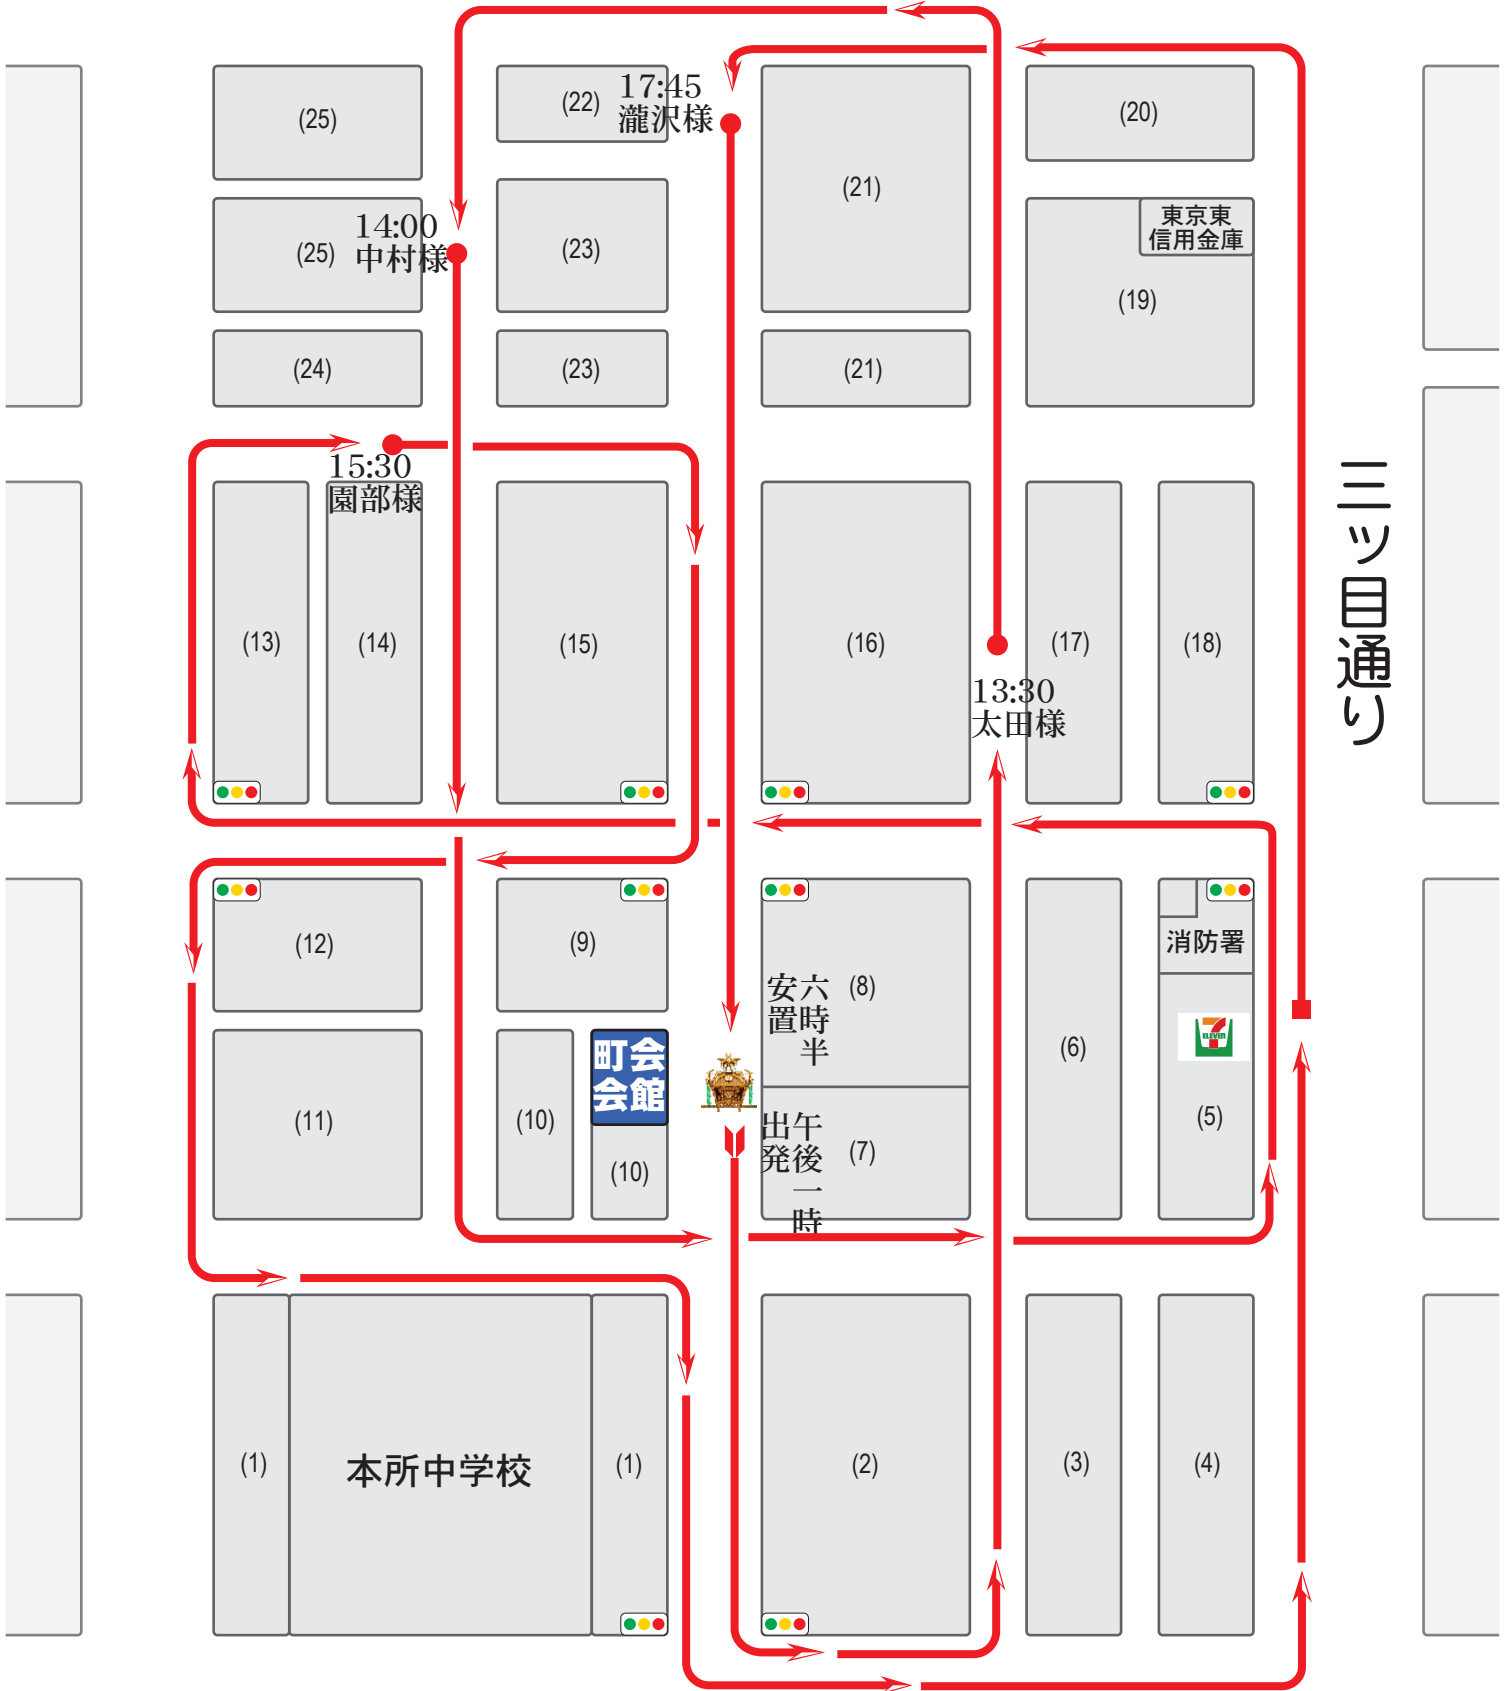 (25)
(22)
17:45
瀧沢様
(20)
(21)
東京東
信用金庫
14:00
中村様
(25)
(23)
(19)
(24)
(23)
(21)
15:30
園部様
三ッ目通り
(13)
(14)
(15)
(16)
(17)
(18)
13:30
太田様
(12)
(9)
消防署
六時半
安置
(8)
(6)
ELEVEN
町会
会館
(11)
(10)
(10)
午後一時
出発
(7)
(5)
(1)
本所中学校
(1)
(2)
(3)
(4)